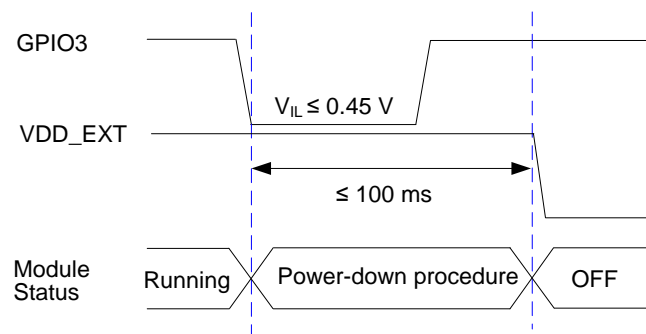 GPIO3
V_IL ≤ 0.45 V
VDD_EXT
≤ 100 ms
Module
Status
Running
Power-down procedure
OFF